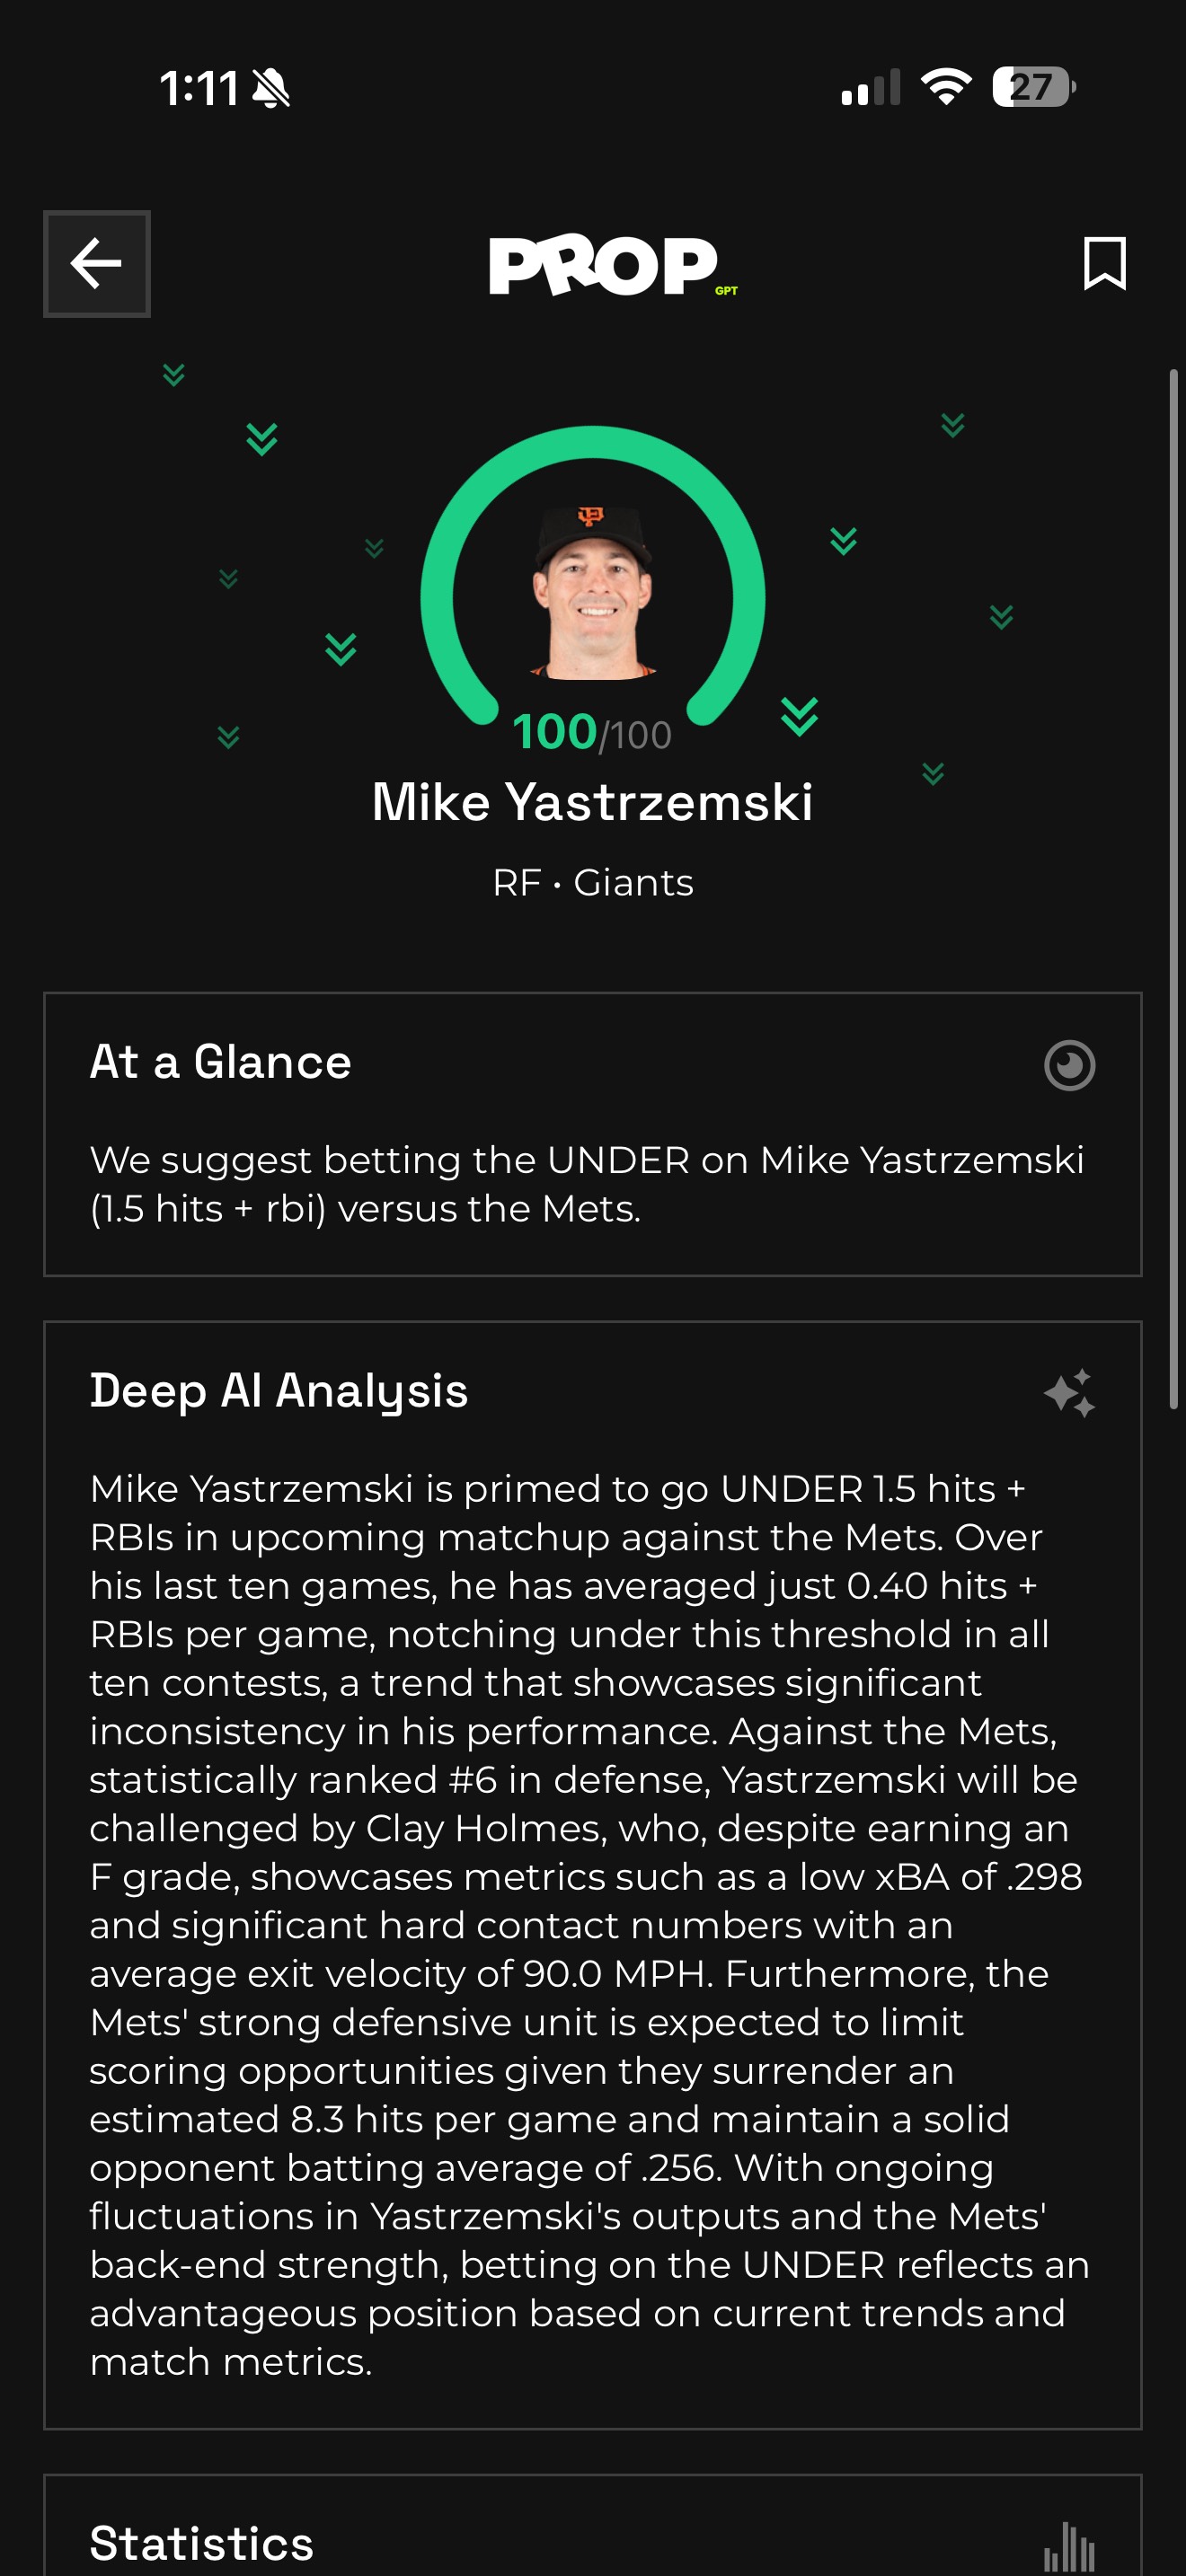 1:11
27
PROP
GPT
100/100
Mike Yastrzemski
RF • Giants
At a Glance
We suggest betting the UNDER on Mike Yastrzemski
(1.5 hits + rbi) versus the Mets.
Deep AI Analysis
Mike Yastrzemski is primed to go UNDER 1.5 hits +
RBIs in upcoming matchup against the Mets. Over
his last ten games, he has averaged just 0.40 hits +
RBIs per game, notching under this threshold in all
ten contests, a trend that showcases significant
inconsistency in his performance. Against the Mets,
statistically ranked #6 in defense, Yastrzemski will be
challenged by Clay Holmes, who, despite earning an
F grade, showcases metrics such as a low xBA of .298
and significant hard contact numbers with an
average exit velocity of 90.0 MPH. Furthermore, the
Mets' strong defensive unit is expected to limit
scoring opportunities given they surrender an
estimated 8.3 hits per game and maintain a solid
opponent batting average of .256. With ongoing
fluctuations in Yastrzemski's outputs and the Mets'
back-end strength, betting on the UNDER reflects an
advantageous position based on current trends and
match metrics.
Statistics